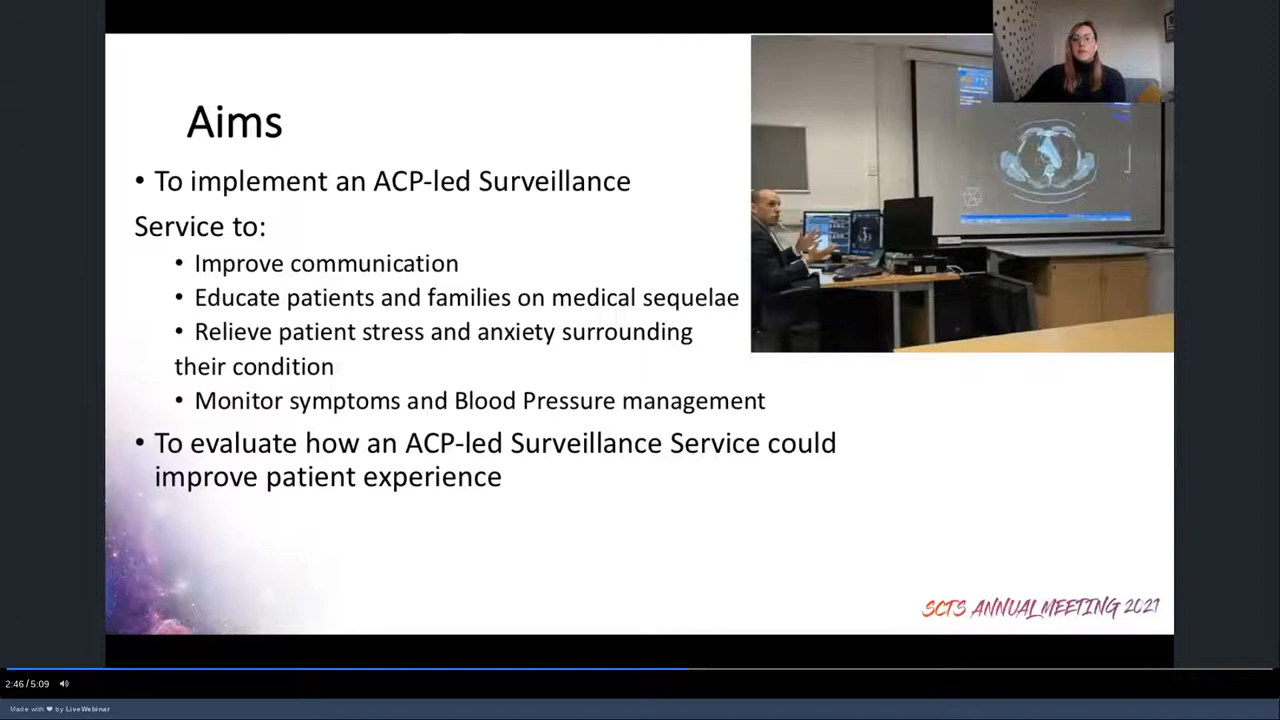 Aims
• To implement an ACP-led Surveillance
Service to:
• Improve communication
• Educate patients and families on medical sequelae
• Relieve patient stress and anxiety surrounding
their condition
• Monitor symptoms and Blood Pressure management
• To evaluate how an ACP-led Surveillance Service could
improve patient experience
SCTS ANNUAL MEETING 2021
2:46 / 5:09
Made with ❤ by LiveWebinar